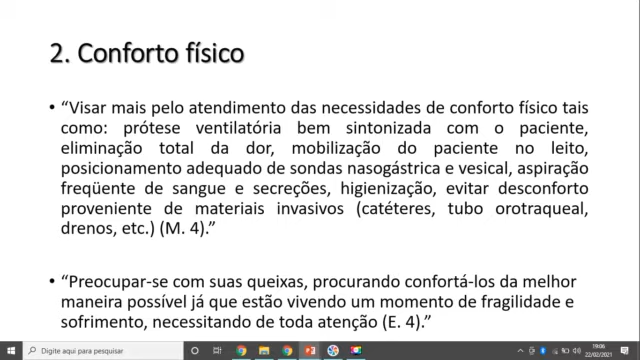 2. Conforto físico
• “Visar mais pelo atendimento das necessidades de conforto físico tais
como: prótese ventilatória bem sintonizada com o paciente,
eliminação total da dor, mobilização do paciente no leito,
posicionamento adequado de sondas nasogástrica e vesical, aspiração
freqüente de sangue e secreções, higienização, evitar desconforto
proveniente de materiais invasivos (catéteres, tubo orotraqueal,
drenos, etc.) (M. 4).”
• “Preocupar-se com suas queixas, procurando confortá-los da melhor
maneira possível já que estão vivendo um momento de fragilidade e
sofrimento, necessitando de toda atenção (E. 4).”
Digite aqui para pesquisar
19:06
22/02/2021